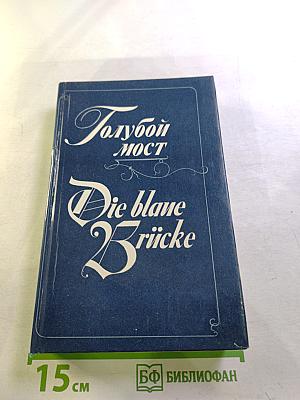 Голубой
мост
Die blaue
Brücke
15 см
БФ БИБЛИОФАН